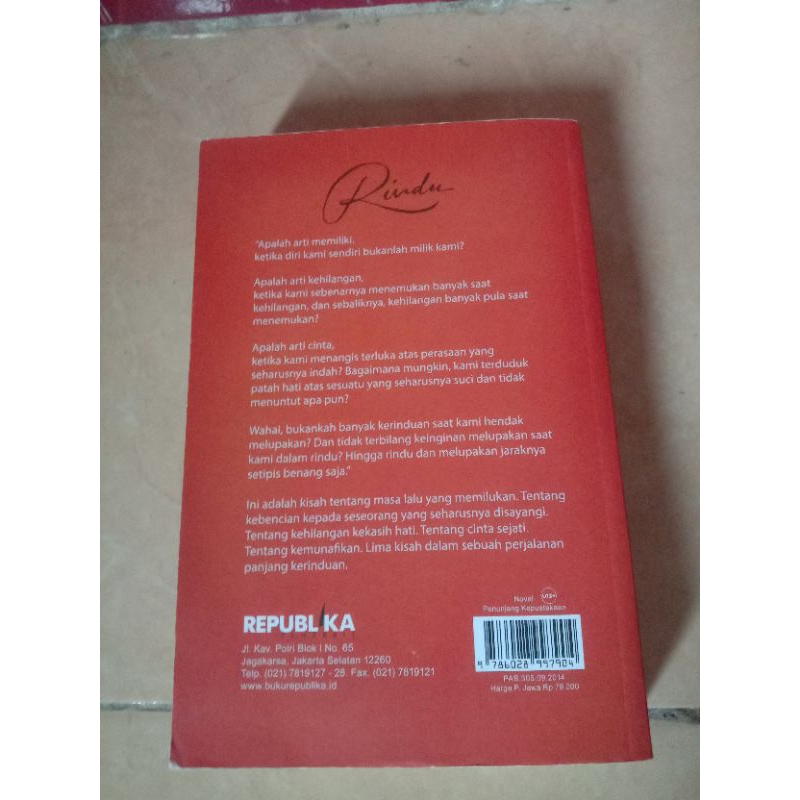 Rindu
"Apalah arti memiliki,
ketika diri kami sendiri bukanlah milik kami?
Apalah arti kehilangan,
ketika kami sebenarnya menemukan banyak saat
kehilangan, dan sebaliknya, kehilangan banyak pula saat
menemukan?
Apalah arti cinta,
ketika kami menangis terluka atas perasaan yang
seharusnya indah? Bagaimana mungkin, kami terduduk
patah hati atas sesuatu yang seharusnya suci dan tidak
menuntut apa pun?
Wahai, bukankah banyak kerinduan saat kami hendak
melupakan? Dan tidak terbilang keinginan melupakan saat
kami dalam rindu? Hingga rindu dan melupakan jaraknya
setipis benang saja."
Ini adalah kisah tentang masa lalu yang memilukan. Tentang
kebencian kepada seseorang yang seharusnya disayangi.
Tentang kehilangan kekasih hati. Tentang cinta sejati.
Tentang kemunafikan. Lima kisah dalam sebuah perjalanan
panjang kerinduan.
REPUBLIKA
Jl. Kav. Polri Blok I No. 65
Jagakarsa, Jakarta Selatan 12260
Telp. (021) 7819127 - 28. Fax. (021) 7819121
www.bukurepublika.id
Novel
Penunjang Kepustakaan
9 786028 997904
PAB.305.09.2014
Harga P. Jawa Rp 79.000